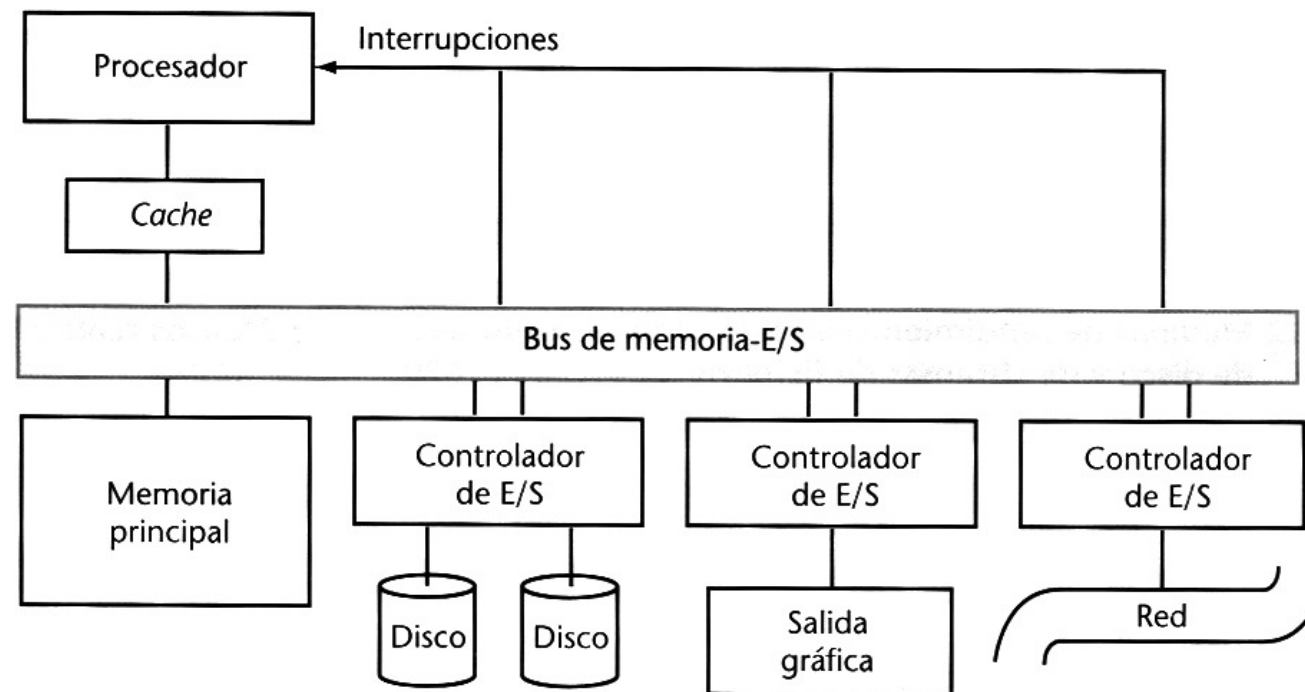 Interrupciones
Procesador
Cache
Bus de memoria-E/S
Memoria
principal
Controlador
de E/S
Controlador
de E/S
Controlador
de E/S
Disco
Disco
Salida
gráfica
Red